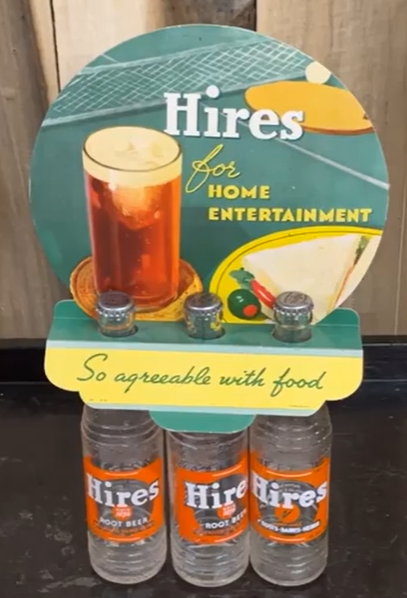 Hires
for
HOME
ENTERTAINMENT
So agreeable with food
Hires
ROOT BEER
Hires
ROOT BEER
Hires